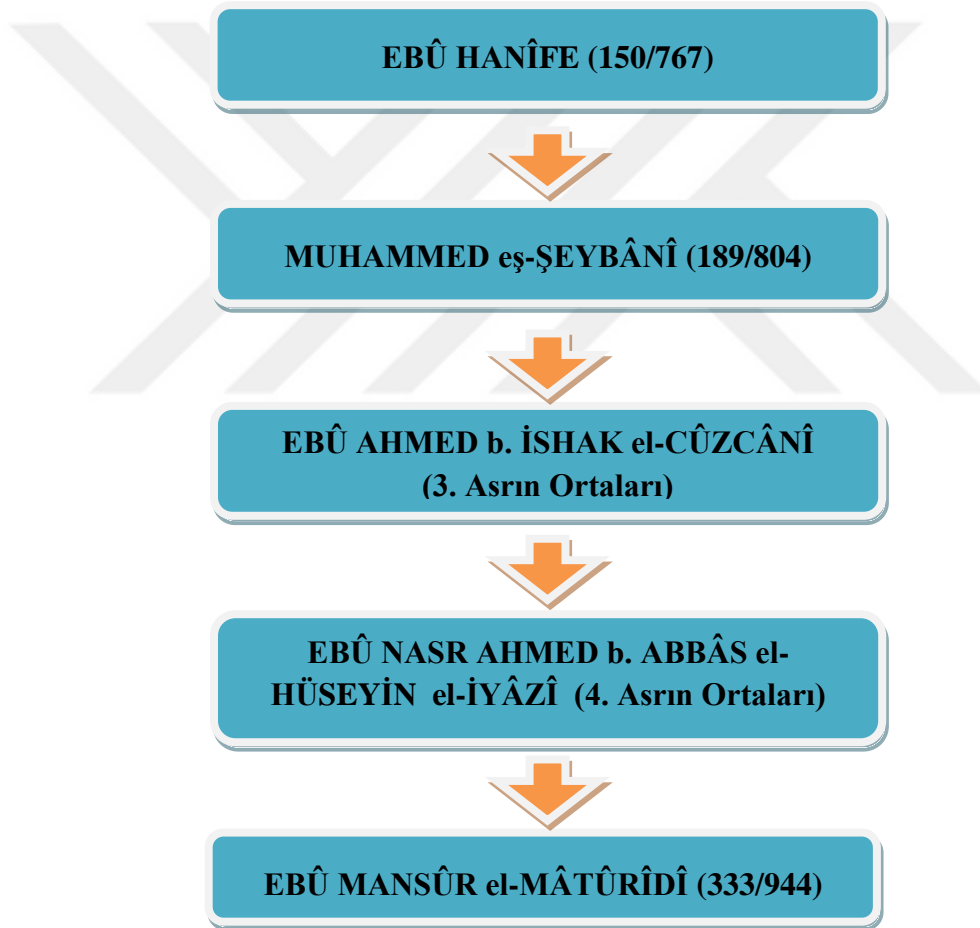 EBÛ HANÎFE (150/767)
MUHAMMED eş-ŞEYBÂNÎ (189/804)
EBÛ AHMED b. İSHAK el-CÛZCÂNÎ
(3. Asrın Ortaları)
EBÛ NASR AHMED b. ABBÂS el-
HÜSEYİN el-İYÂZÎ (4. Asrın Ortaları)
EBÛ MANSÛR el-MÂTÛRÎDÎ (333/944)